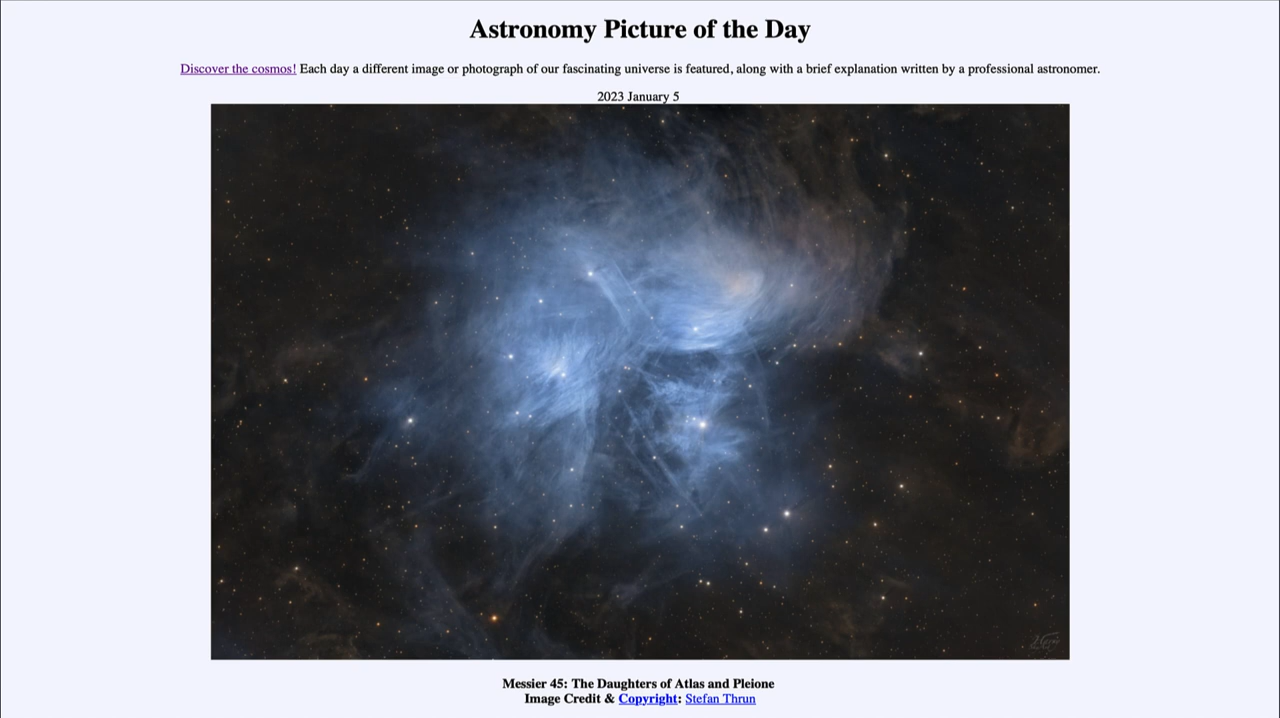 Astronomy Picture of the Day
Discover the cosmos! Each day a different image or photograph of our fascinating universe is featured, along with a brief explanation written by a professional astronomer.
2023 January 5
Messier 45: The Daughters of Atlas and Pleione
Image Credit & Copyright: Stefan Thrun